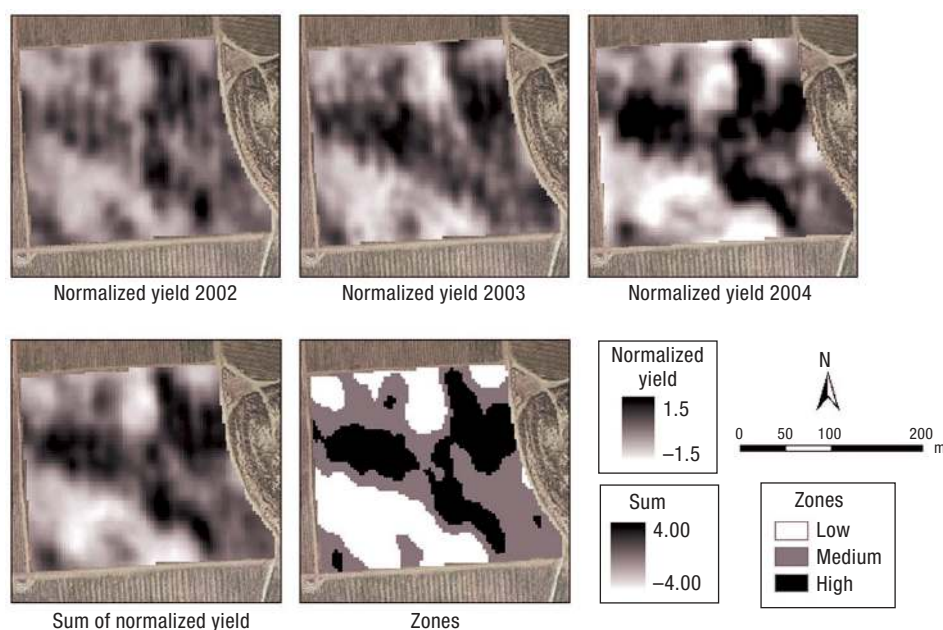 Normalized yield 2002
Normalized yield 2003
Normalized yield 2004
Sum of normalized yield
Zones
Normalized
yield
1.5
–1.5
Sum
4.00
–4.00
N
0 50 100 200
m
Zones
Low
Medium
High